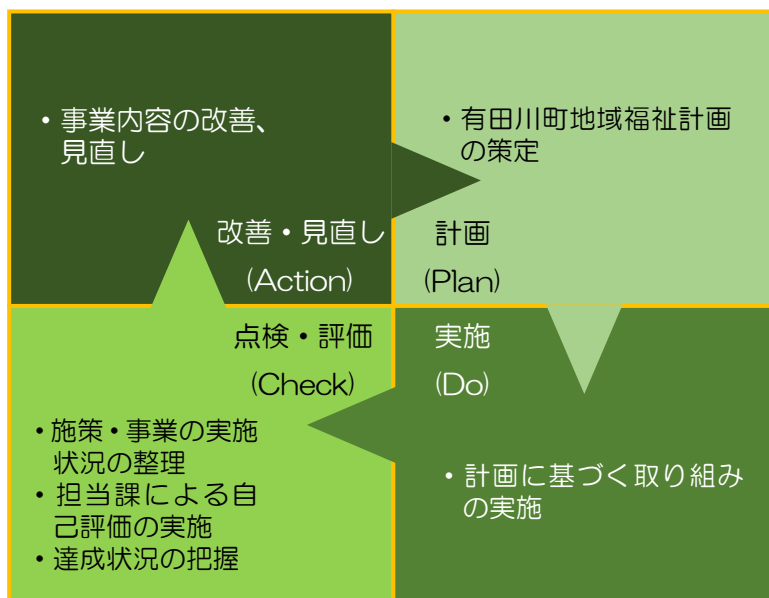 ・事業内容の改善、
見直し
改善・見直し
(Action)
・有田川町地域福祉計画
の策定
計画
(Plan)
点検・評価
(Check)
・施策・事業の実施
状況の整理
・担当課による自
己評価の実施
・達成状況の把握
実施
(Do)
・計画に基づく取り組み
の実施